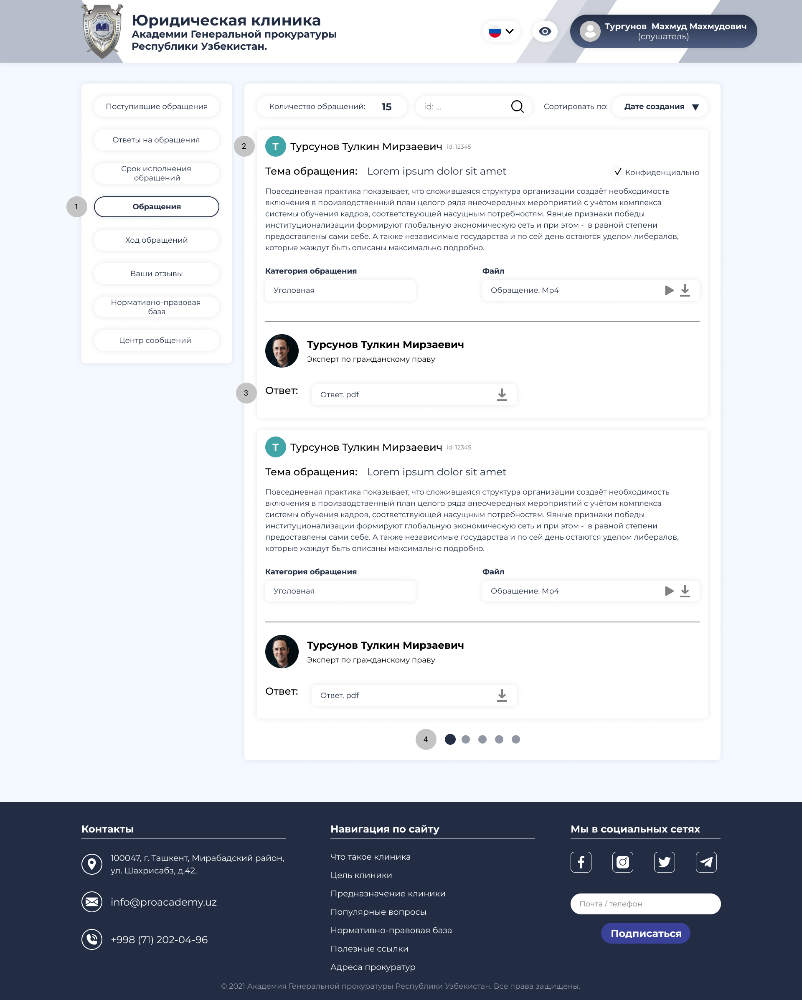 Юридическая клиника
Академии Генеральной прокуратуры
Республики Узбекистан.
Тургунов Махмуд Махмудович
(слушатель)
Поступившие обращения
Ответы на обращения
Срок исполнения
обращений
1
Обращения
Ход обращений
Ваши отзывы
Нормативно-правовая
база
Центр сообщений
Количество обращений: 15
id: ...
Сортировать по: Дате создания
2
Т Турсунов Тулкин Мирзаевич id: 12345
Тема обращения: Lorem ipsum dolor sit amet
Конфиденциально
Повседневная практика показывает, что сложившаяся структура организации создаёт необходимость
включения в производственный план целого ряда внеочередных мероприятий с учётом комплекса
системы обучения кадров, соответствующей насущным потребностям. Явные признаки победы
институционализации формируют глобальную экономическую сеть и при этом - в равной степени
предоставлены сами себе. А также независимые государства и по сей день остаются уделом либералов,
которые жаждут быть описаны максимально подробно.
Категория обращения Файл
Уголовная Обращение. Mp4
Турсунов Тулкин Мирзаевич
Эксперт по гражданскому праву
3
Ответ: Ответ. pdf
Т Турсунов Тулкин Мирзаевич id: 12345
Тема обращения: Lorem ipsum dolor sit amet
Повседневная практика показывает, что сложившаяся структура организации создаёт необходимость
включения в производственный план целого ряда внеочередных мероприятий с учётом комплекса
системы обучения кадров, соответствующей насущным потребностям. Явные признаки победы
институционализации формируют глобальную экономическую сеть и при этом - в равной степени
предоставлены сами себе. А также независимые государства и по сей день остаются уделом либералов,
которые жаждут быть описаны максимально подробно.
Категория обращения Файл
Уголовная Обращение. Mp4
Турсунов Тулкин Мирзаевич
Эксперт по гражданскому праву
Ответ: Ответ. pdf
4
Контакты
100047, г. Ташкент, Мирабадский район,
ул. Шахрисабз, д.42.
info@proacademy.uz
+998 (71) 202-04-96
Навигация по сайту
Что такое клиника
Цель клиники
Предназначение клиники
Популярные вопросы
Нормативно-правовая база
Полезные ссылки
Адреса прокуратур
Мы в социальных сетях
Почта / телефон
Подписаться
© 2021 Академия Генеральной прокуратуры Республики Узбекистан. Все права защищены.